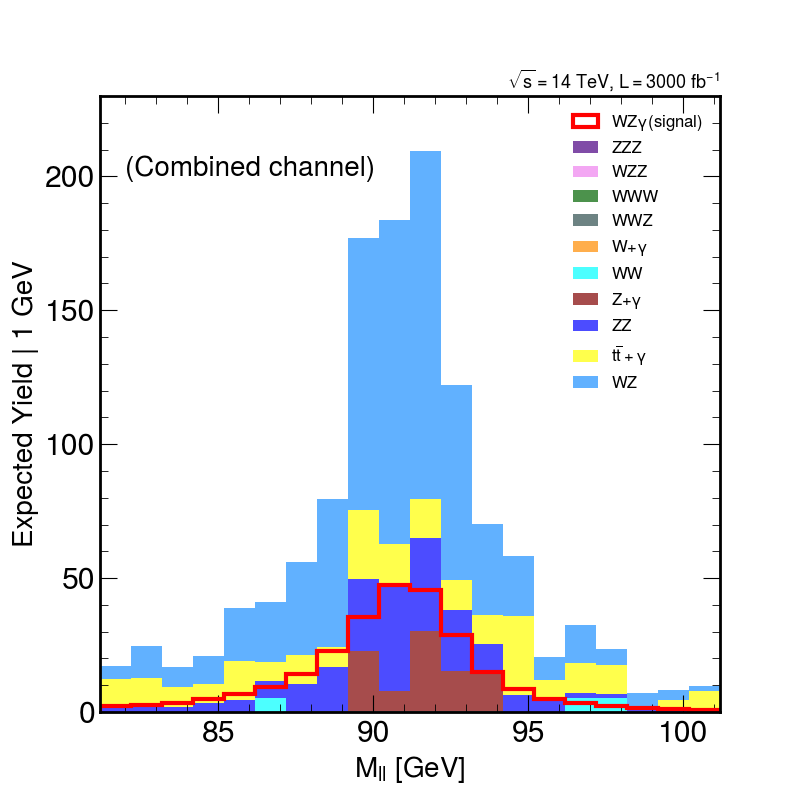 √s = 14 TeV, L = 3000 fb⁻¹
(Combined channel)
WZγ(signal)
ZZZ
WZZ
WWW
WWZ
W+γ
WW
Z+γ
ZZ
tt̄+γ
WZ
Expected Yield | 1 GeV
200
150
100
50
0
85 90 95 100
M_ll [GeV]